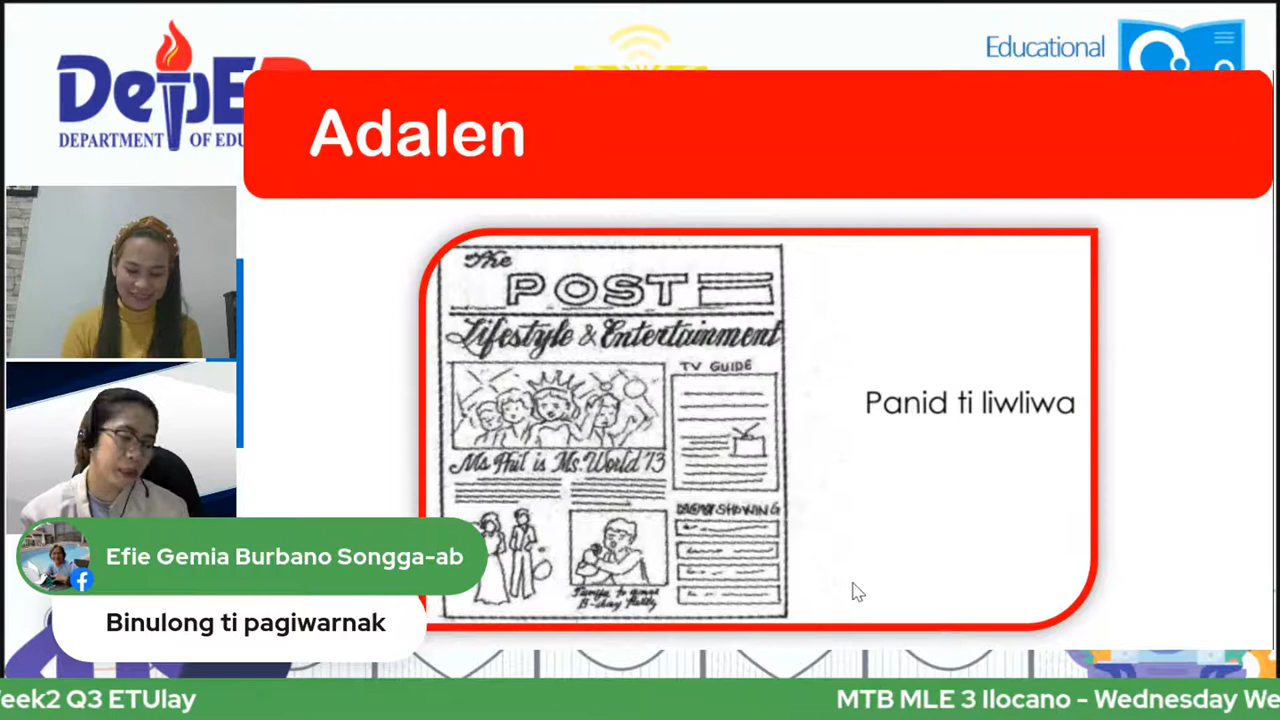 DepED
DEPARTMENT OF EDU
Educational
Adalen
The
POST
Lifestyle & Entertainment
TV GUIDE
Ms. Phil is Ms. World '73
SHOWING
B-day Party
Panid ti liwliwa
Efie Gemia Burbano Songga-ab
Binulong ti pagiwarnak
Week2 Q3 ETUlay
MTB MLE 3 Ilocano - Wednesday We